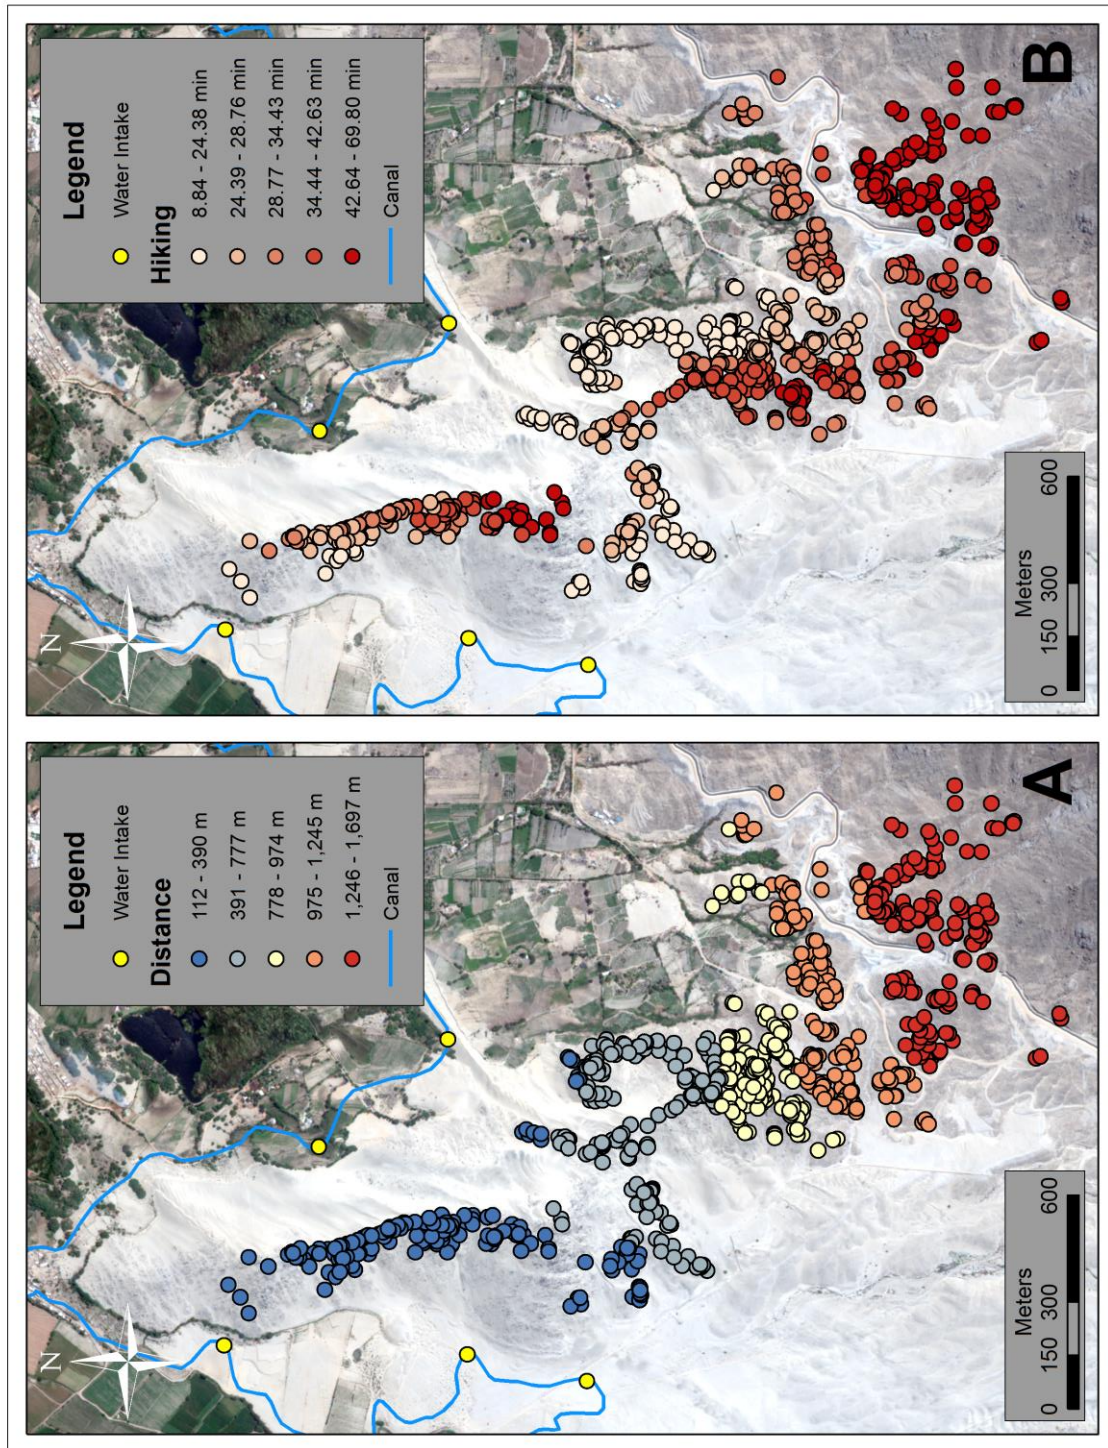 Legend
Water Intake
Distance
112 - 390 m
391 - 777 m
778 - 974 m
975 - 1,245 m
1,246 - 1,697 m
Canal
N
Meters
0 150 300 600
A
Legend
Water Intake
Hiking
8.84 - 24.38 min
24.39 - 28.76 min
28.77 - 34.43 min
34.44 - 42.63 min
42.64 - 69.80 min
Canal
N
Meters
0 150 300 600
B